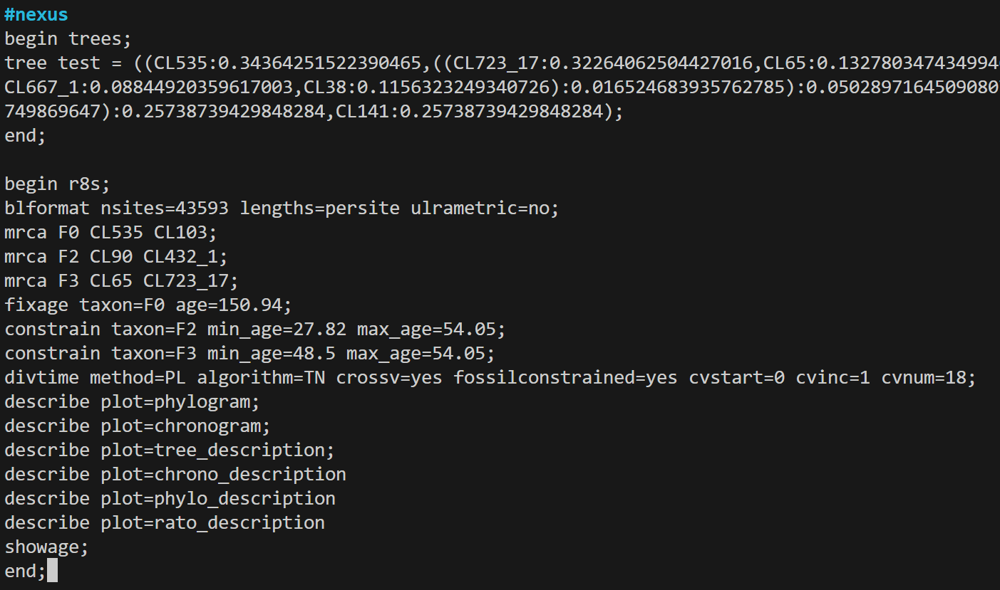 #nexus
begin trees;
tree test = ((CL535:0.34364251522390465,((CL723_17:0.32264062504427016,CL65:0.132780347434994
CL667_1:0.08844920359617003,CL38:0.1156323249340726):0.016524683935762785):0.050289716450908
749869647):0.25738739429848284,CL141:0.25738739429848284);
end;
begin r8s;
blformat nsites=43593 lengths=persite ulrametric=no;
mrca F0 CL535 CL103;
mrca F2 CL90 CL432_1;
mrca F3 CL65 CL723_17;
fixage taxon=F0 age=150.94;
constrain taxon=F2 min_age=27.82 max_age=54.05;
constrain taxon=F3 min_age=48.5 max_age=54.05;
divtime method=PL algorithm=TN crossv=yes fossilconstrained=yes cvstart=0 cvinc=1 cvnum=18;
describe plot=phylogram;
describe plot=chronogram;
describe plot=tree_description;
describe plot=chrono_description
describe plot=phylo_description
describe plot=rato_description
showage;
end;